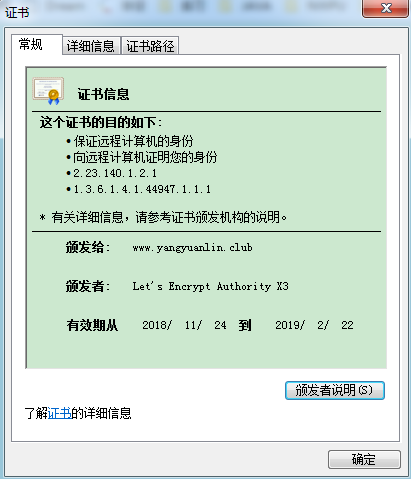 证书
常规 详细信息 证书路径
证书信息
这个证书的目的如下:
•保证远程计算机的身份
•向远程计算机证明您的身份
•2.23.140.1.2.1
•1.3.6.1.4.1.44947.1.1.1
* 有关详细信息，请参考证书颁发机构的说明。
颁发给: www.yangyuanlin.club
颁发者: Let's Encrypt Authority X3
有效期从 2018/ 11/ 24 到 2019/ 2/ 22
颁发者说明(S)
了解证书的详细信息
确定